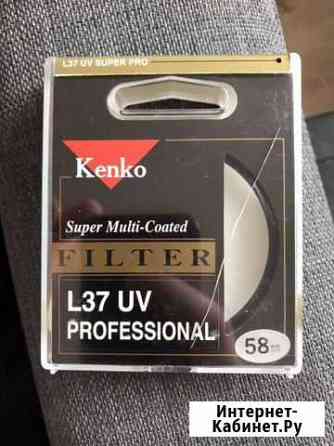 L37 UV SUPER PRO
Kenko
Super Multi-Coated
FILTER
L37 UV
PROFESSIONAL
58mm
Интернет-
Кабинет.Ру